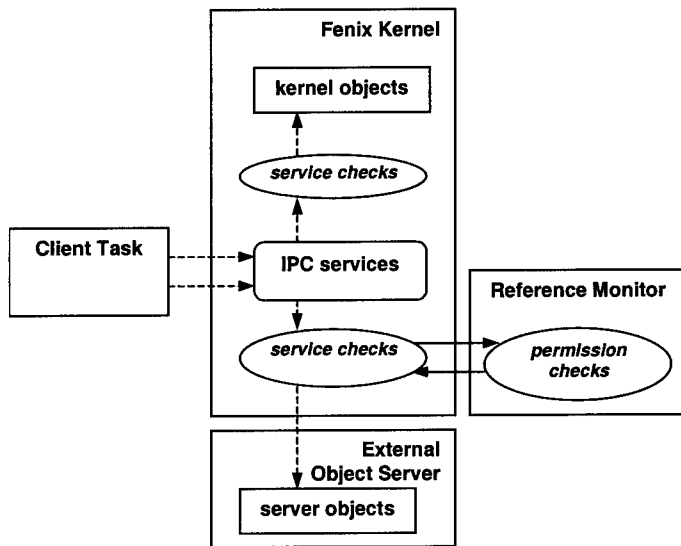 Fenix Kernel
kernel objects
service checks
Client Task
IPC services
Reference Monitor
service checks
permission
checks
External
Object Server
server objects